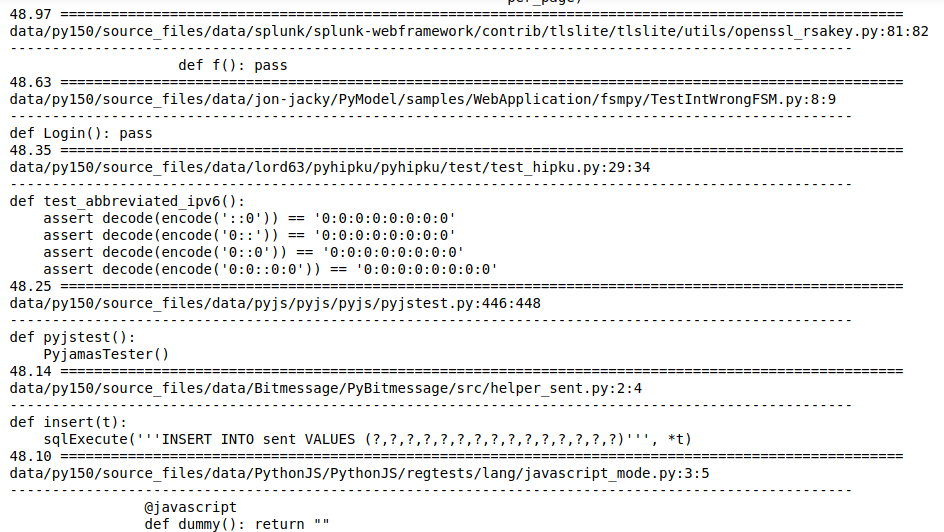 per_page)
48.97 ====================================================================================================
data/py150/source_files/data/splunk/splunk-webframework/contrib/tlslite/tlslite/utils/openssl_rsakey.py:81:82
----------------------------------------------------------------------------------------------------
def f(): pass
48.63 ====================================================================================================
data/py150/source_files/data/jon-jacky/PyModel/samples/WebApplication/fsmpy/TestIntWrongFSM.py:8:9
----------------------------------------------------------------------------------------------------
def Login(): pass
48.35 ====================================================================================================
data/py150/source_files/data/lord63/pyhipku/pyhipku/test/test_hipku.py:29:34
----------------------------------------------------------------------------------------------------
def test_abbreviated_ipv6():
    assert decode(encode('::0')) == '0:0:0:0:0:0:0:0'
    assert decode(encode('0::')) == '0:0:0:0:0:0:0:0'
    assert decode(encode('0::0')) == '0:0:0:0:0:0:0:0'
    assert decode(encode('0:0::0:0')) == '0:0:0:0:0:0:0:0'
48.25 ====================================================================================================
data/py150/source_files/data/pyjs/pyjs/pyjs/pyjstest.py:446:448
----------------------------------------------------------------------------------------------------
def pyjstest():
    PyjamasTester()
48.14 ====================================================================================================
data/py150/source_files/data/Bitmessage/PyBitmessage/src/helper_sent.py:2:4
----------------------------------------------------------------------------------------------------
def insert(t):
    sqlExecute('''INSERT INTO sent VALUES (?,?,?,?,?,?,?,?,?,?,?,?,?,?,?)''', *t)
48.10 ====================================================================================================
data/py150/source_files/data/PythonJS/PythonJS/regtests/lang/javascript_mode.py:3:5
----------------------------------------------------------------------------------------------------
@javascript
def dummy(): return ""